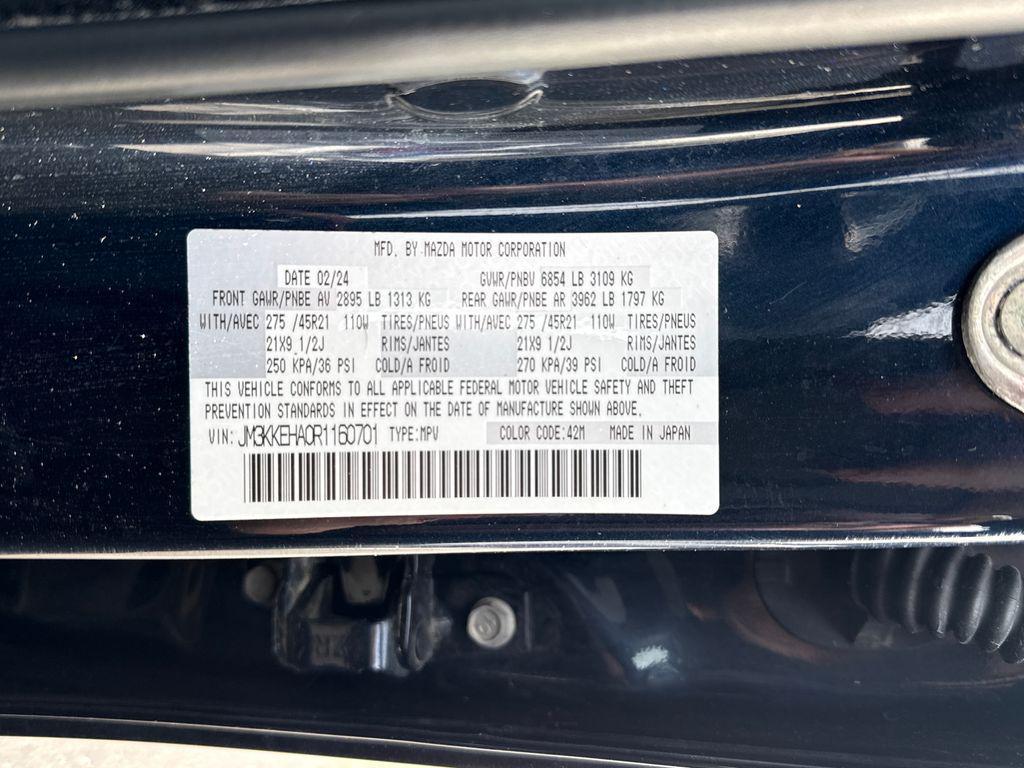 MFD. BY MAZDA MOTOR CORPORATION
DATE 02/24 GVWR/PNBV 6854 LB 3109 KG
FRONT GAWR/PNBE AV 2895 LB 1313 KG REAR GAWR/PNBE AR 3962 LB 1797 KG
WITH/AVEC 275 /45R21 110W TIRES/PNEUS WITH/AVEC 275 /45R21 110W TIRES/PNEUS
21X9 1/2J RIMS/JANTES 21X9 1/2J RIMS/JANTES
250 KPA/36 PSI COLD/A FROID 270 KPA/39 PSI COLD/A FROID
THIS VEHICLE CONFORMS TO ALL APPLICABLE FEDERAL MOTOR VEHICLE SAFETY AND THEFT
PREVENTION STANDARDS IN EFFECT ON THE DATE OF MANUFACTURE SHOWN ABOVE.
VIN: JM3KKEHA0R1160701 TYPE:MPV COLOR CODE:42M MADE IN JAPAN